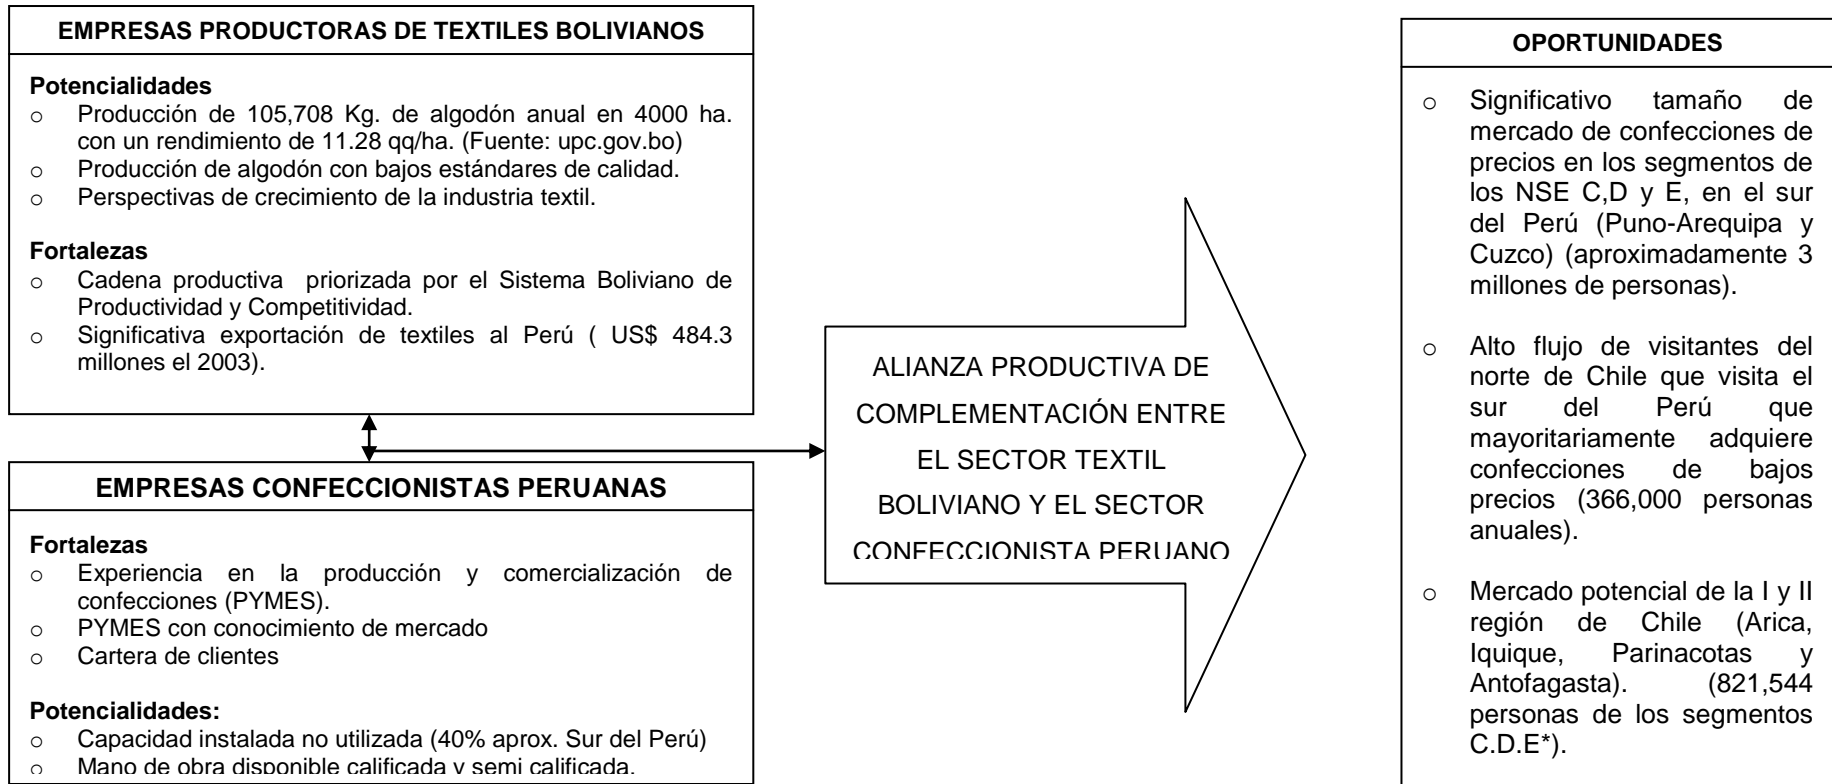 EMPRESAS PRODUCTORAS DE TEXTILES BOLIVIANOS
Potencialidades
o Producción de 105,708 Kg. de algodón anual en 4000 ha.
con un rendimiento de 11.28 qq/ha. (Fuente: upc.gov.bo)
o Producción de algodón con bajos estándares de calidad.
o Perspectivas de crecimiento de la industria textil.
Fortalezas
o Cadena productiva priorizada por el Sistema Boliviano de
Productividad y Competitividad.
o Significativa exportación de textiles al Perú ( US$ 484.3
millones el 2003).
EMPRESAS CONFECCIONISTAS PERUANAS
Fortalezas
o Experiencia en la producción y comercialización de
confecciones (PYMES).
o PYMES con conocimiento de mercado
o Cartera de clientes
Potencialidades:
o Capacidad instalada no utilizada (40% aprox. Sur del Perú)
o Mano de obra disponible calificada y semi calificada.
ALIANZA PRODUCTIVA DE
COMPLEMENTACIÓN ENTRE
EL SECTOR TEXTIL
BOLIVIANO Y EL SECTOR
CONFECCIONISTA PERUANO
OPORTUNIDADES
o Significativo tamaño de
mercado de confecciones de
precios en los segmentos de
los NSE C,D y E, en el sur
del Perú (Puno-Arequipa y
Cuzco) (aproximadamente 3
millones de personas).
o Alto flujo de visitantes del
norte de Chile que visita el
sur del Perú que
mayoritariamente adquiere
confecciones de bajos
precios (366,000 personas
anuales).
o Mercado potencial de la I y II
región de Chile (Arica,
Iquique, Parinacotas y
Antofagasta). (821,544
personas de los segmentos
C.D.E*).